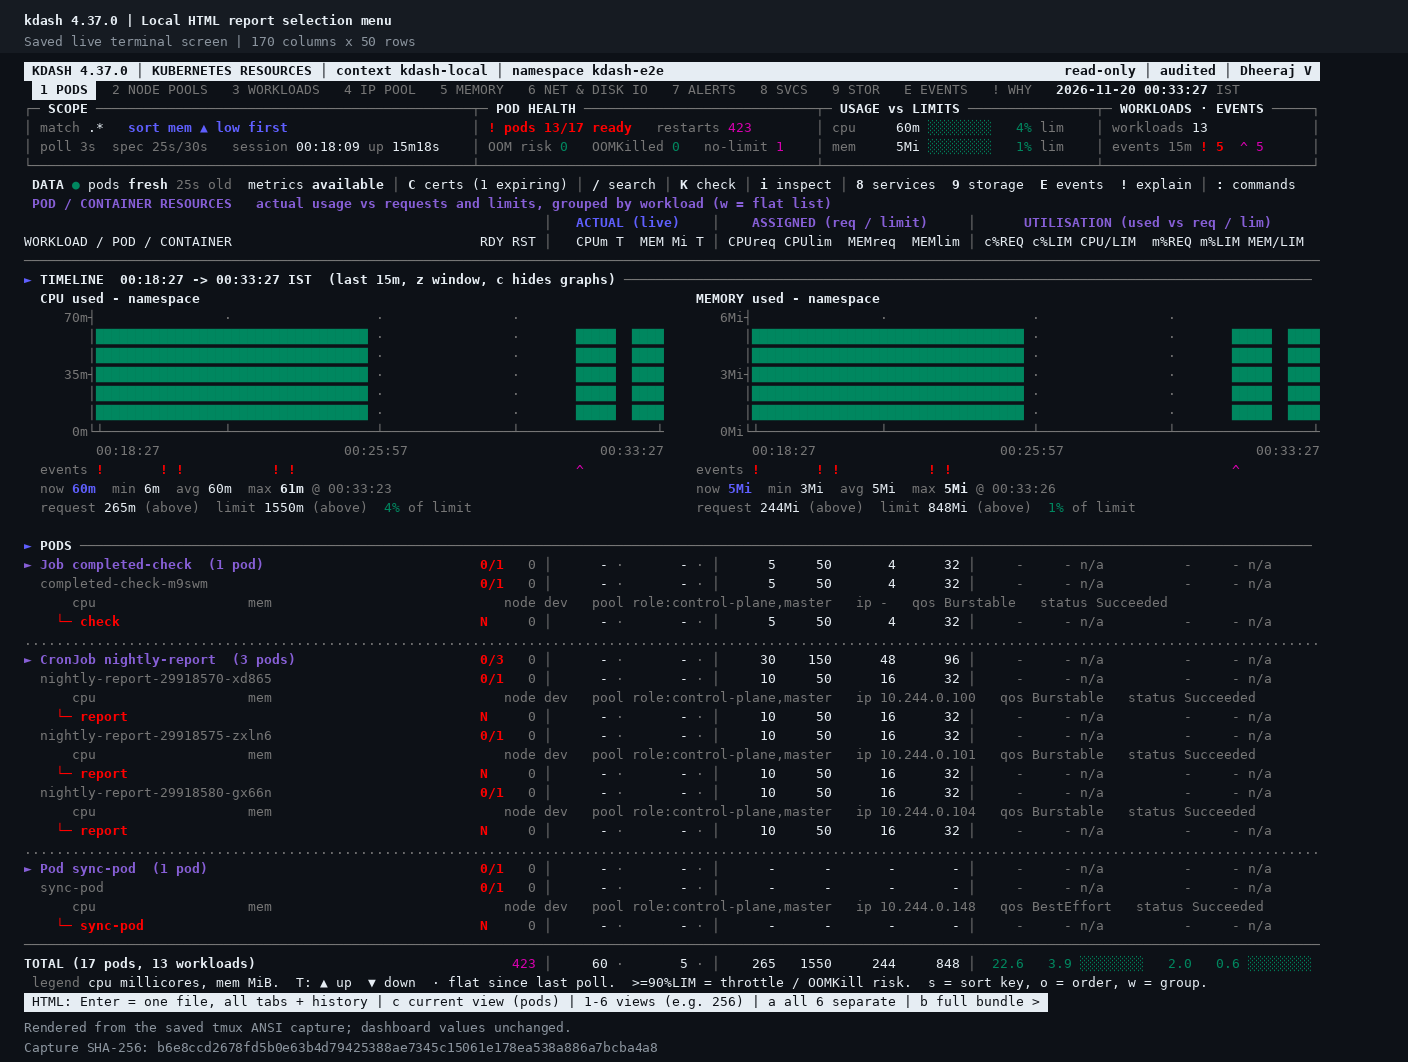 kdash 4.37.0 | Local HTML report selection menu
Saved live terminal screen | 170 columns x 50 rows
KDASH 4.37.0 │ KUBERNETES RESOURCES │ context kdash-local │ namespace kdash-e2e read-only │ audited │ Dheeraj V
1 PODS 2 NODE POOLS 3 WORKLOADS 4 IP POOL 5 MEMORY 6 NET & DISK IO 7 ALERTS 8 SVCS 9 STOR E EVENTS ! WHY 2026-11-20 00:33:27 IST
SCOPE POD HEALTH USAGE vs LIMITS WORKLOADS · EVENTS
match .* sort mem ▲ low first │ ! pods 13/17 ready restarts 423 │ cpu 60m ░░░░░░░░ 4% lim │ workloads 13
poll 3s spec 25s/30s session 00:18:09 up 15m18s │ OOM risk 0 OOMKilled 0 no-limit 1 │ mem 5Mi ░░░░░░░░ 1% lim │ events 15m ! 5 ^ 5
DATA ● pods fresh 25s old metrics available │ C certs (1 expiring) │ / search │ K check │ i inspect │ 8 services 9 storage E events ! explain │ : commands
POD / CONTAINER RESOURCES actual usage vs requests and limits, grouped by workload (w = flat list)
│ ACTUAL (live) │ ASSIGNED (req / limit) │ UTILISATION (used vs req / lim)
WORKLOAD / POD / CONTAINER RDY RST │ CPUm T MEM Mi T │ CPUreq CPUlim MEMreq MEMlim │ c%REQ c%LIM CPU/LIM m%REQ m%LIM MEM/LIM
► TIMELINE 00:18:27 -> 00:33:27 IST (last 15m, z window, c hides graphs)
CPU used - namespace MEMORY used - namespace
70m 6Mi
35m 3Mi
0m 0Mi
00:18:27 00:25:57 00:33:27 00:18:27 00:25:57 00:33:27
events ! ! ! ! ! ^ events ! ! ! ! ! ^
now 60m min 6m avg 60m max 61m @ 00:33:23 now 5Mi min 3Mi avg 5Mi max 5Mi @ 00:33:26
request 265m (above) limit 1550m (above) 4% of limit request 244Mi (above) limit 848Mi (above) 1% of limit
► PODS
► Job completed-check (1 pod) 0/1 0 │ - · - · │ 5 50 4 32 │ - - n/a - - n/a
completed-check-m9swm 0/1 0 │ - · - · │ 5 50 4 32 │ - - n/a - - n/a
cpu mem node dev pool role:control-plane,master ip - qos Burstable status Succeeded
└─ check N 0 │ - · - · │ 5 50 4 32 │ - - n/a - - n/a
► CronJob nightly-report (3 pods) 0/3 0 │ - · - · │ 30 150 48 96 │ - - n/a - - n/a
nightly-report-29918570-xd865 0/1 0 │ - · - · │ 10 50 16 32 │ - - n/a - - n/a
cpu mem node dev pool role:control-plane,master ip 10.244.0.100 qos Burstable status Succeeded
└─ report N 0 │ - · - · │ 10 50 16 32 │ - - n/a - - n/a
nightly-report-29918575-zxln6 0/1 0 │ - · - · │ 10 50 16 32 │ - - n/a - - n/a
cpu mem node dev pool role:control-plane,master ip 10.244.0.101 qos Burstable status Succeeded
└─ report N 0 │ - · - · │ 10 50 16 32 │ - - n/a - - n/a
nightly-report-29918580-gx66n 0/1 0 │ - · - · │ 10 50 16 32 │ - - n/a - - n/a
cpu mem node dev pool role:control-plane,master ip 10.244.0.104 qos Burstable status Succeeded
└─ report N 0 │ - · - · │ 10 50 16 32 │ - - n/a - - n/a
► Pod sync-pod (1 pod) 0/1 0 │ - · - · │ - - - - │ - - n/a - - n/a
sync-pod 0/1 0 │ - · - · │ - - - - │ - - n/a - - n/a
cpu mem node dev pool role:control-plane,master ip 10.244.0.148 qos BestEffort status Succeeded
└─ sync-pod N 0 │ - · - · │ - - - - │ - - n/a - - n/a
TOTAL (17 pods, 13 workloads) 423 │ 60 · 5 · │ 265 1550 244 848 │ 22.6 3.9 ░░░░░░░░ 2.0 0.6 ░░░░░░░░
legend cpu millicores, mem MiB. T: ▲ up ▼ down · flat since last poll. >=90%LIM = throttle / OOMKill risk. s = sort key, o = order, w = group.
HTML: Enter = one file, all tabs + history | c current view (pods) | 1-6 views (e.g. 256) | a all 6 separate | b full bundle >
Rendered from the saved tmux ANSI capture; dashboard values unchanged.
Capture SHA-256: b6e8ccd2678fd5b0e63b4d79425388ae7345c15061e178ea538a886a7bcba4a8